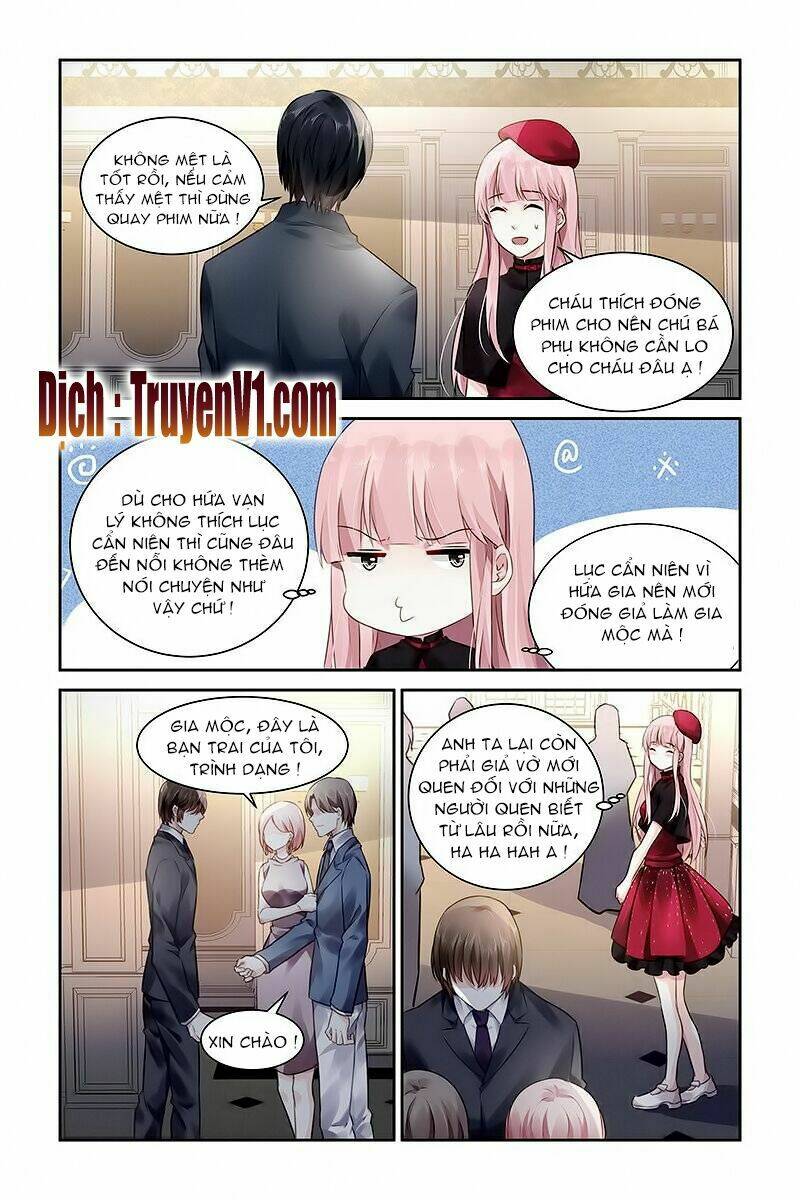 KHÔNG MỆT LÀ
TỐT RỒI, NẾU CẢM
THẤY MỆT THÌ ĐỪNG
QUAY PHIM NỮA !
CHÁU THÍCH ĐÓNG
PHIM CHO NÊN CHÚ BÁ
PHỤ KHÔNG CẦN LO
CHO CHÁU ĐÂU Ạ !
Dịch : TruyenV1.com
DÙ CHO HỨA VẠN
LÝ KHÔNG THÍCH LỤC
CẨN NIÊN THÌ CŨNG ĐÂU
ĐẾN NỖI KHÔNG THÈM
NÓI CHUYỆN NHƯ
VẬY CHỨ !
@
LỤC CẨN NIÊN VÌ
HỨA GIA NÊN MỚI
ĐÓNG GIẢ LÀM GIA
MỘC MÀ !
GIA MỘC, ĐÂY LÀ
BẠN TRAI CỦA TÔI,
TRÌNH DẠNG !
XIN CHÀO !
ANH TA LẠI CÒN
PHẢI GIẢ VỜ MỚI
QUEN ĐỐI VỚI NHỮNG
NGƯỜI QUEN BIẾT
TỪ LÂU RỒI NỮA,
HA HA HAH A !